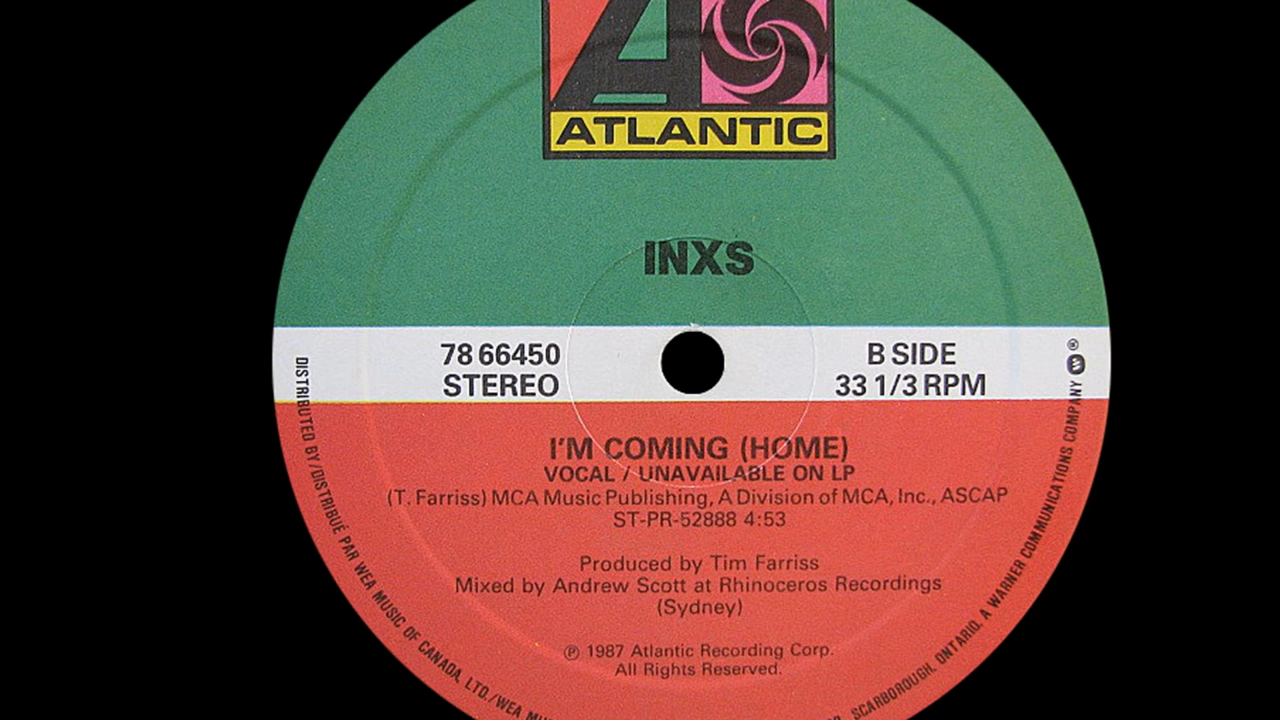 ATLANTIC
INXS
78 66450
STEREO
B SIDE
33 1/3 RPM
I'M COMING (HOME)
VOCAL / UNAVAILABLE ON LP
(T. Farriss) MCA Music Publishing, A Division of MCA, Inc., ASCAP
ST-PR-52888 4:53
Produced by Tim Farriss
Mixed by Andrew Scott at Rhinoceros Recordings
(Sydney)
℗ 1987 Atlantic Recording Corp.
All Rights Reserved.
DISTRIBUTED BY/DISTRIBUÉ PAR WEA MUSIC OF CANADA, LTD./WEA
SCARBOROUGH, ONTARIO, A WARNER COMMUNICATIONS COMPANY